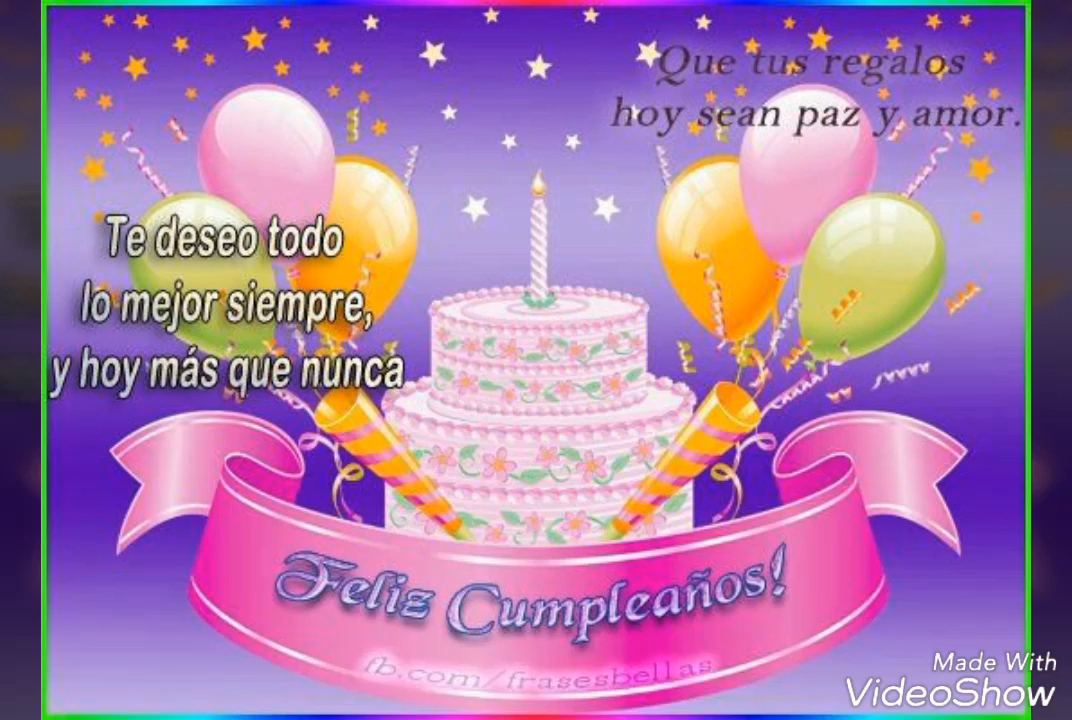 Que tus regalos
hoy sean paz y amor.
Te deseo todo
lo mejor siempre,
y hoy más que nunca
Feliz Cumpleaños!
fb.com/frasesbellas
Made With
VideoShow